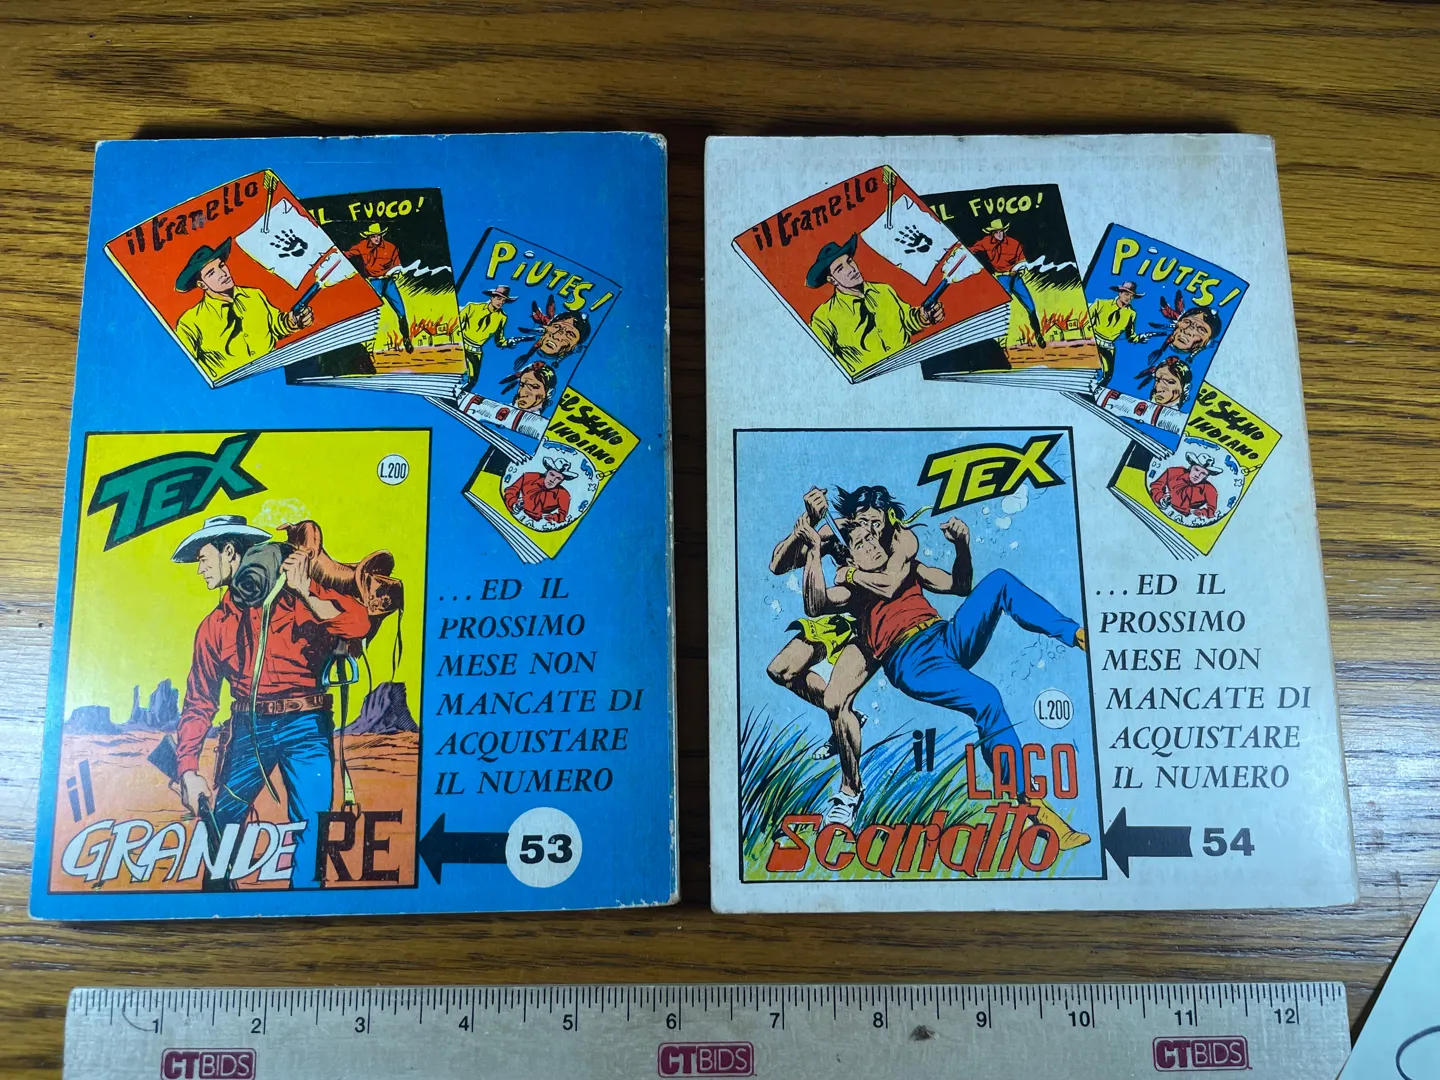 il Tranello
IL FUOCO!
PIUTES!
il SEGNO
INDIANO
TEX
L.200
il
GRANDE RE
...ED IL
PROSSIMO
MESE NON
MANCATE DI
ACQUISTARE
IL NUMERO
53
il Tranello
IL FUOCO!
PIUTES!
il SEGNO
INDIANO
TEX
L.200
il LAGO
Scarlatto
...ED IL
PROSSIMO
MESE NON
MANCATE DI
ACQUISTARE
IL NUMERO
54
1 2 3 4 5 6 7 8 9 10 11 12
CTBIDS CTBIDS CTBIDS